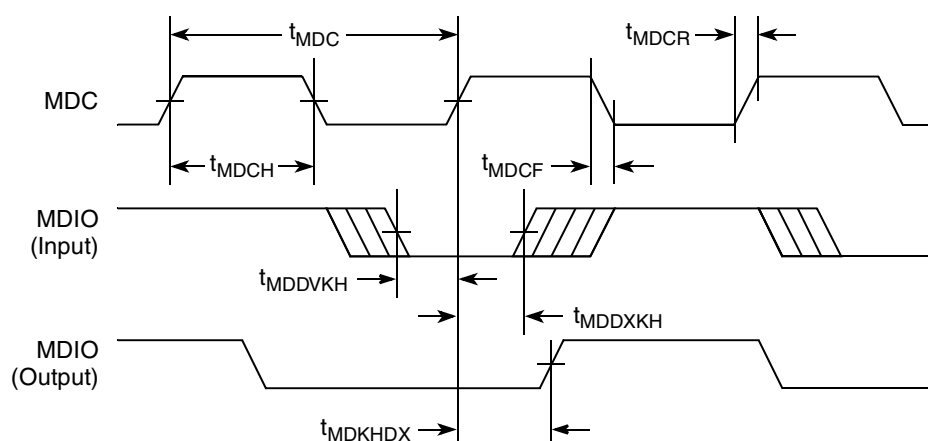 tMDC
tMDCR
MDC
tMDCH
tMDCF
MDIO
(Input)
tMDDVKH
tMDDXKH
MDIO
(Output)
tMDKHDX